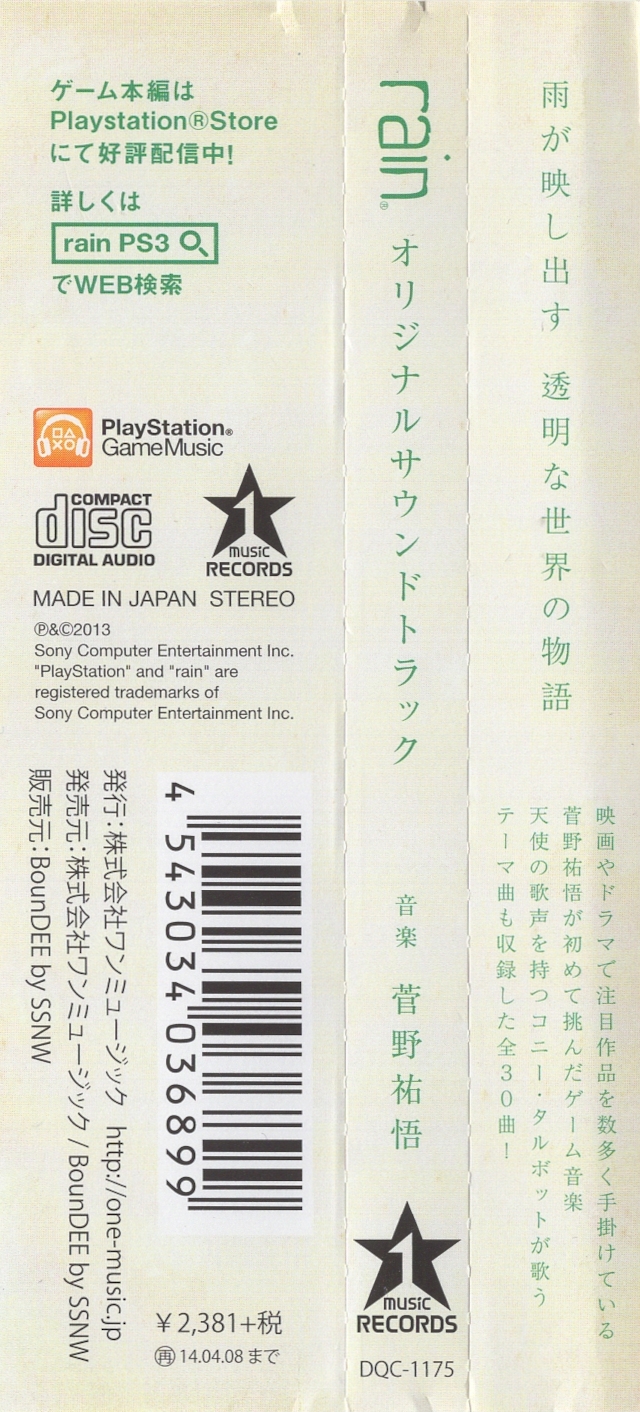 雨が映し出す 透明な世界の物語
映画やドラマで注目作品を数多く手掛けている
菅野祐悟が初めて挑んだゲーム音楽
天使の歌声を持つコニー・タルボットが歌う
テーマ曲も収録した全30曲!
rain®
オリジナルサウンドトラック
音楽 菅野祐悟
1
music
RECORDS
DQC-1175
ゲーム本編は
Playstation®Store
にて好評配信中!
詳しくは
rain PS3
でWEB検索
PlayStation®
GameMusic
COMPACT
disc
DIGITAL AUDIO
1
music
RECORDS
MADE IN JAPAN STEREO
℗&©2013
Sony Computer Entertainment Inc.
"PlayStation" and "rain" are
registered trademarks of
Sony Computer Entertainment Inc.
4 543034 036899
発行:株式会社ワンミュージック http://one-music.jp
発売元:株式会社ワンミュージック / BounDEE by SSNW
販売元:BounDEE by SSNW
¥2,381+税
㊢14.04.08まで